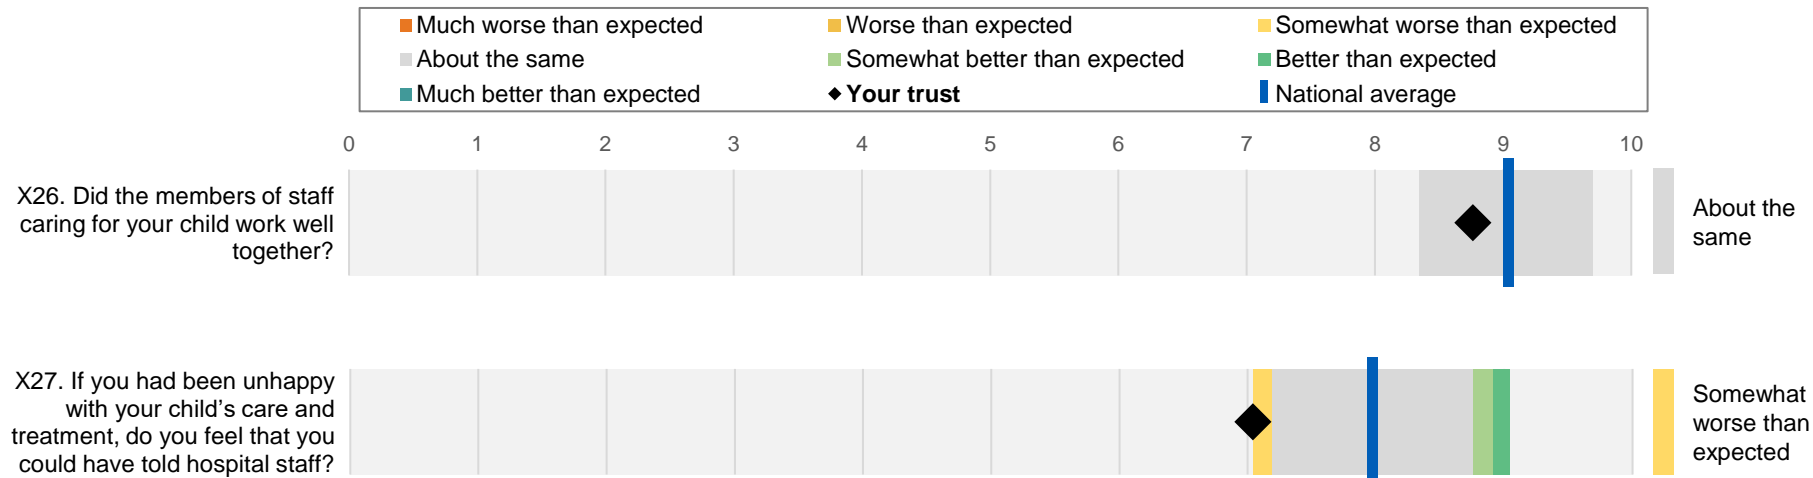 Much worse than expected
Worse than expected
Somewhat worse than expected
About the same
Somewhat better than expected
Better than expected
Much better than expected
Your trust
National average
0 1 2 3 4 5 6 7 8 9 10
X26. Did the members of staff
caring for your child work well
together?
About the
same
X27. If you had been unhappy
with your child’s care and
treatment, do you feel that you
could have told hospital staff?
Somewhat
worse than
expected